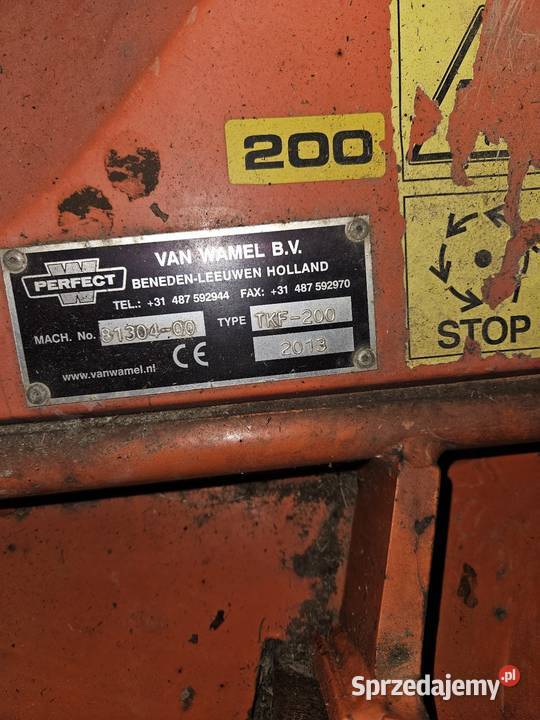 200
VAN WAMEL B.V.
PERFECT
BENEDEN-LEEUWEN HOLLAND
TEL.: +31 487 592944 FAX: +31 487 592970
MACH. No. 81304-00 TYPE TKF-200
CE 2013
www.vanwamel.nl
STOP
Sprzedajemy.pl